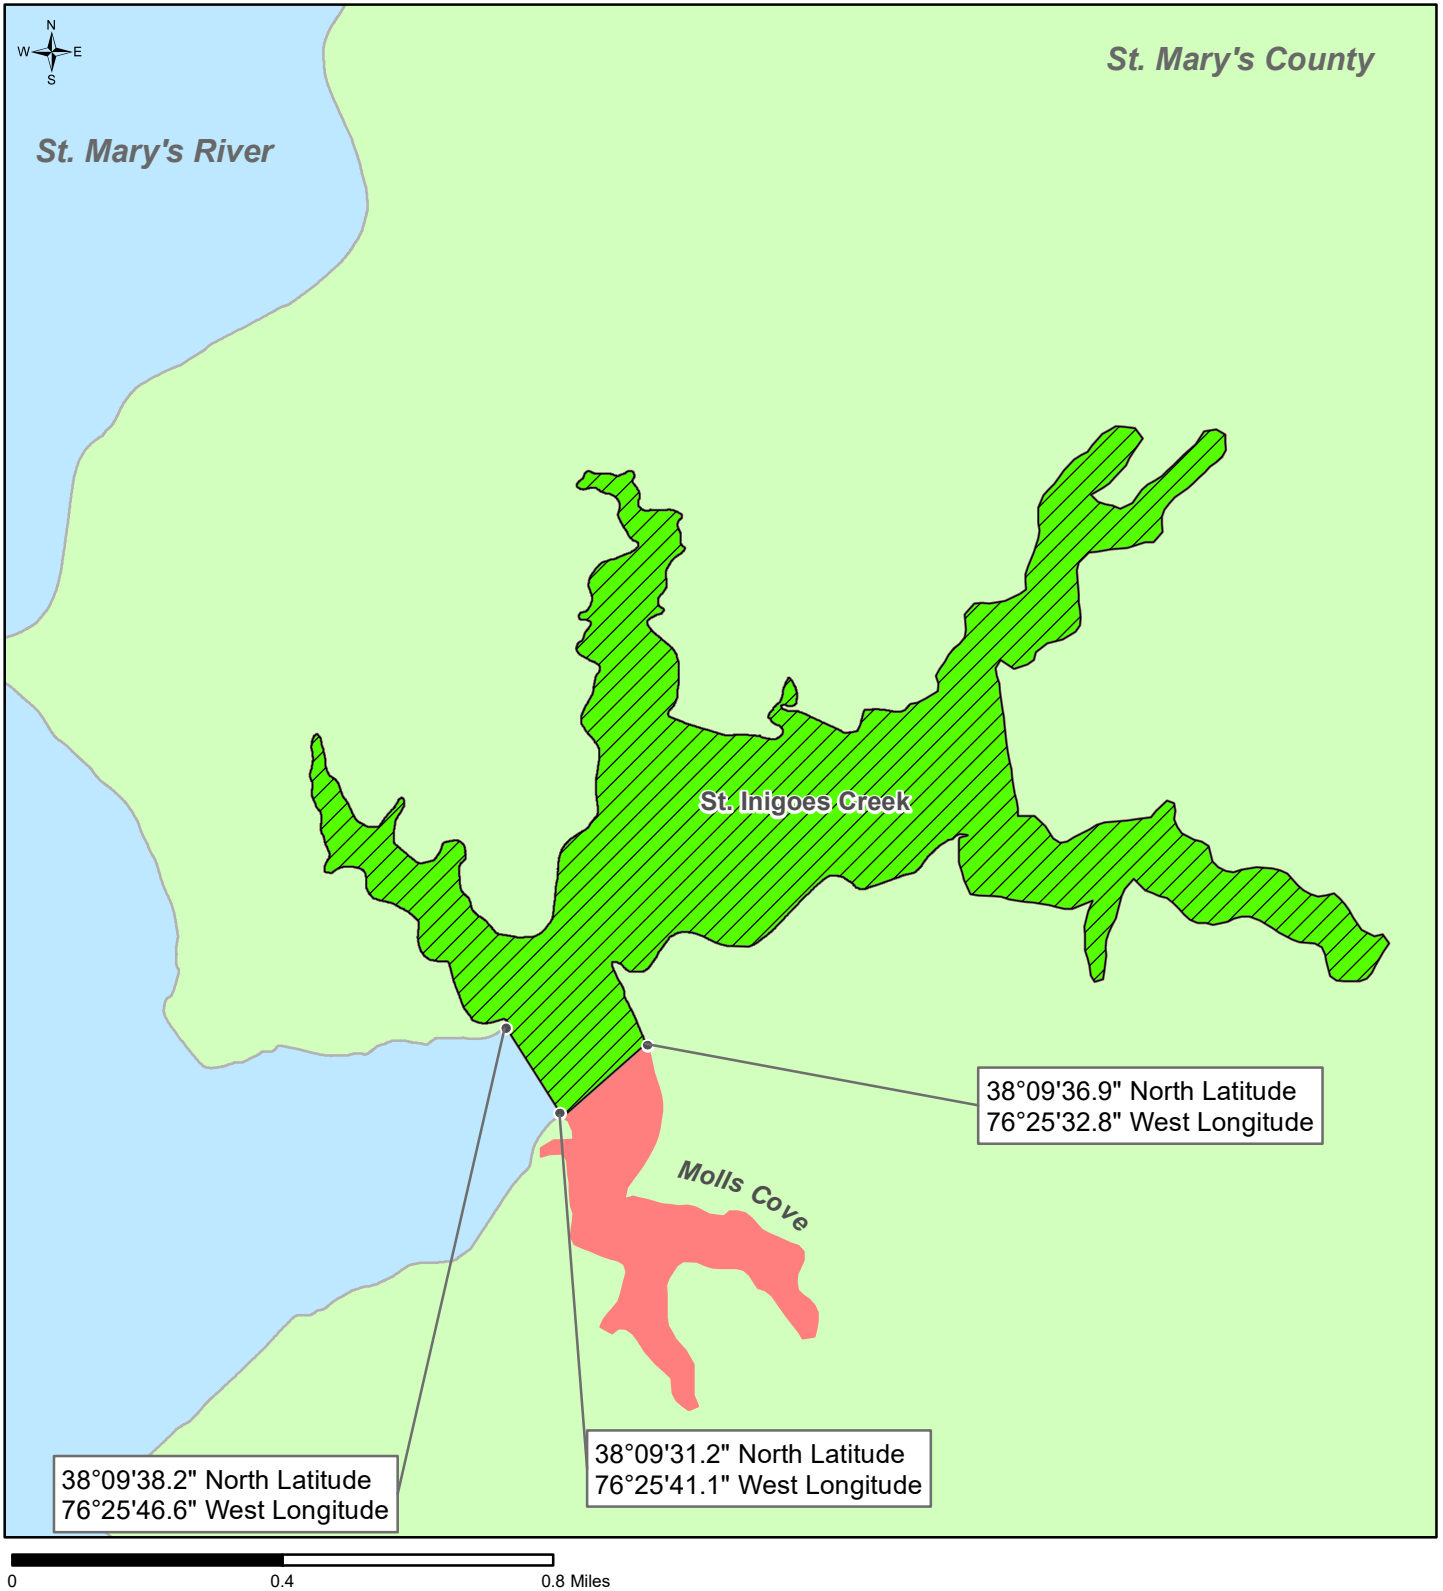 N
W E
S
St. Mary's County
St. Mary's River
St. Inigoes Creek
38°09'36.9" North Latitude
76°25'32.8" West Longitude
Molls Cove
38°09'31.2" North Latitude
76°25'41.1" West Longitude
38°09'38.2" North Latitude
76°25'46.6" West Longitude
0 0.4 0.8 Miles